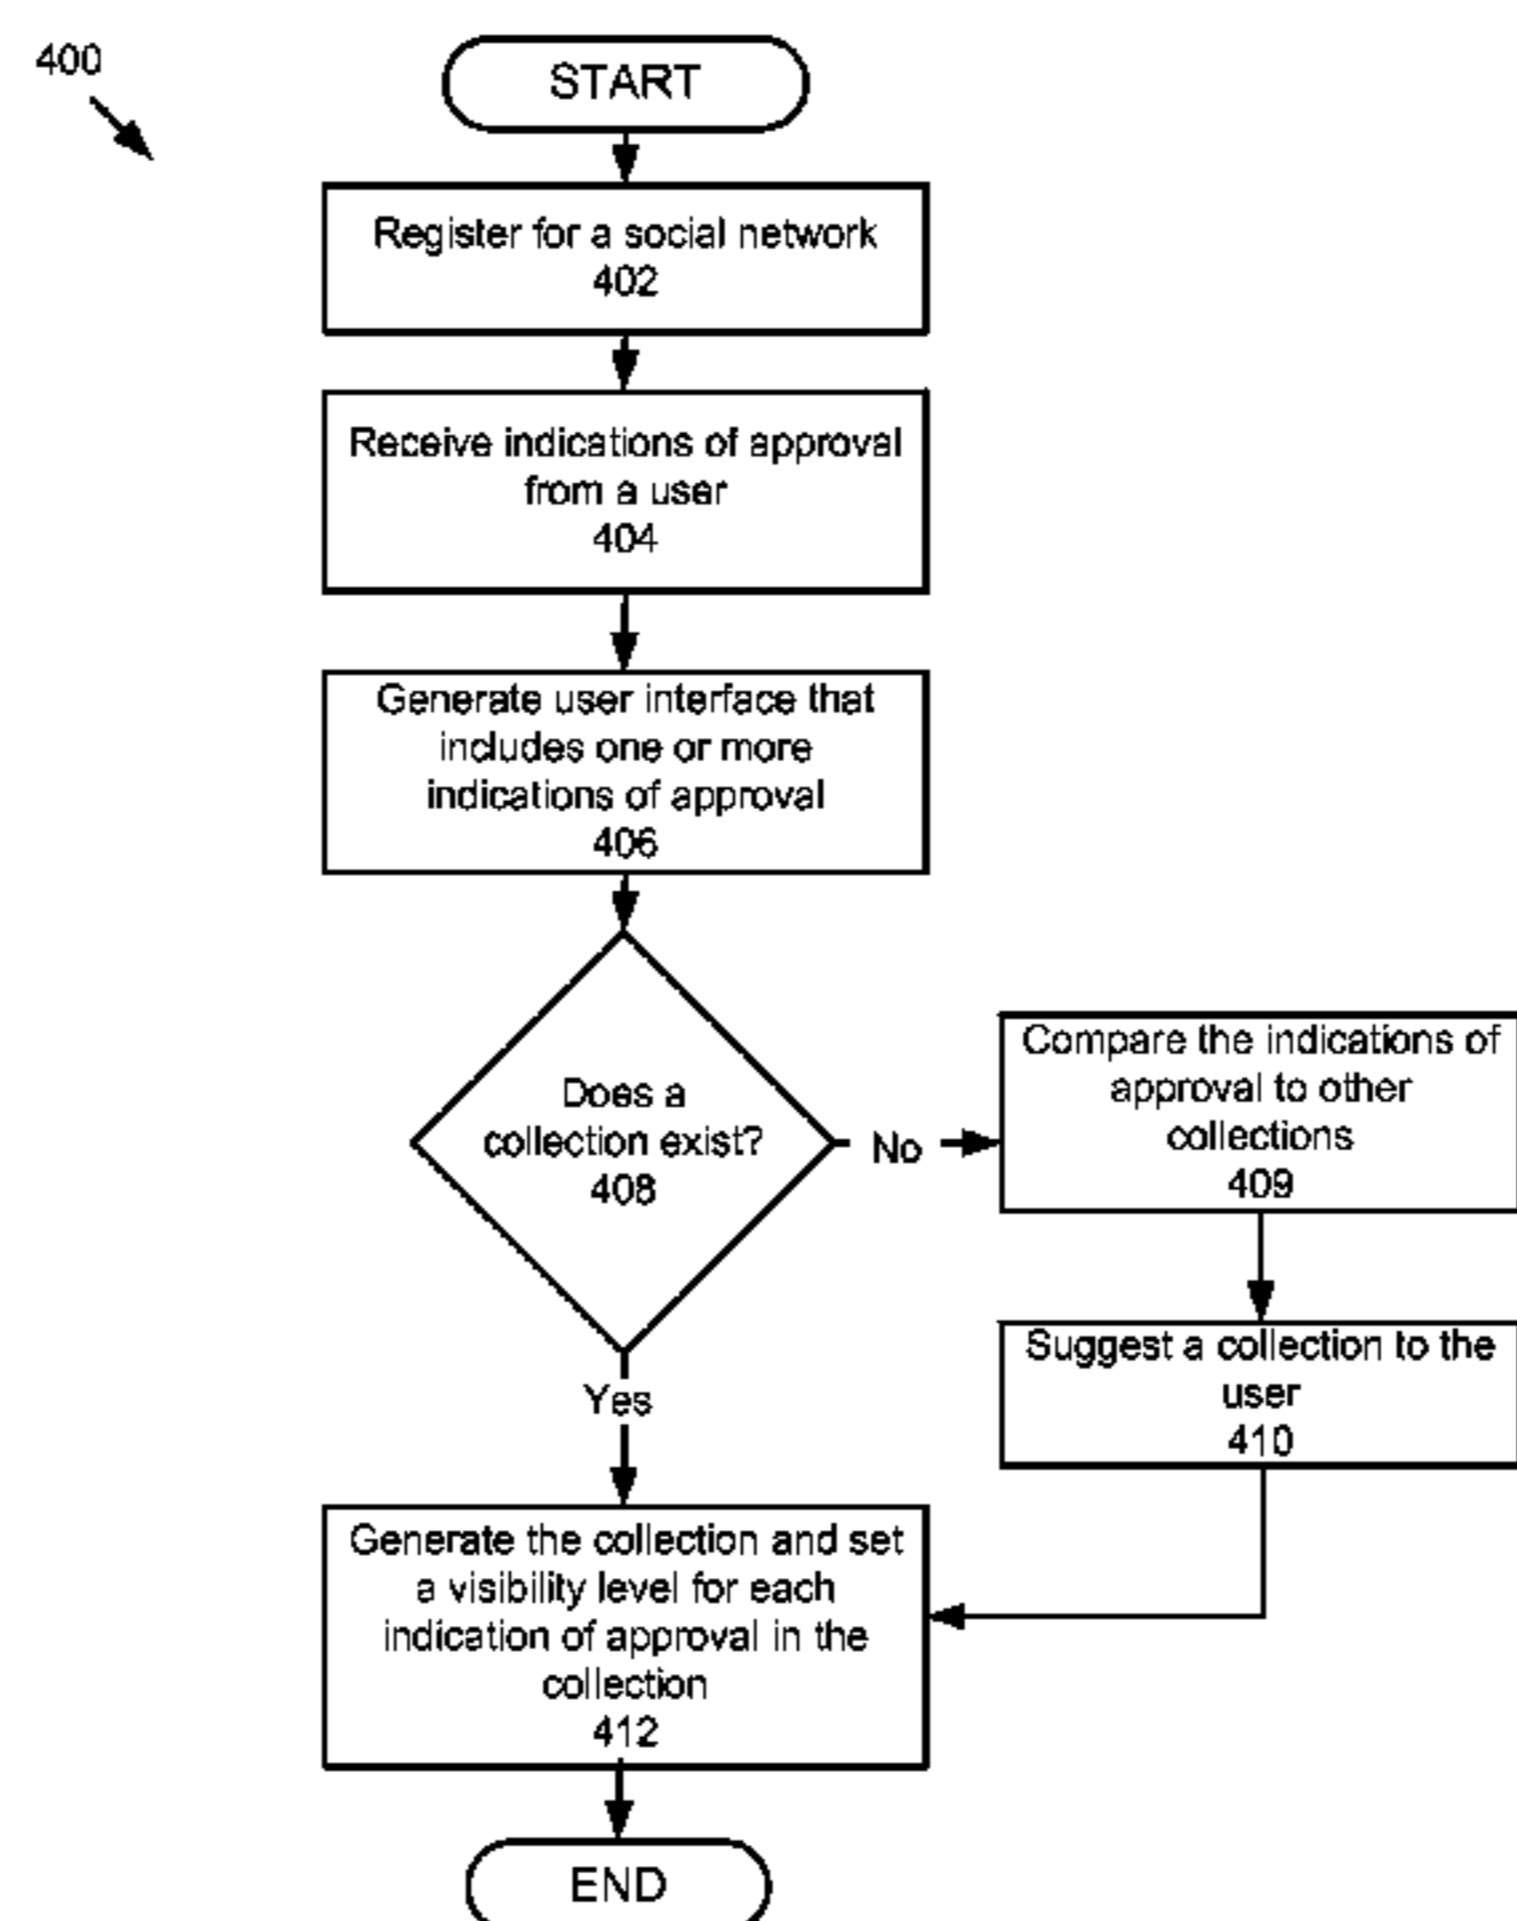 400
START
Register for a social network
402
Receive indications of approval
from a user
404
Generate user interface that
includes one or more
indications of approval
406
Does a
collection exist?
408
No
Compare the indications of
approval to other
collections
409
Suggest a collection to the
user
410
Yes
Generate the collection and set
a visibility level for each
indication of approval in the
collection
412
END